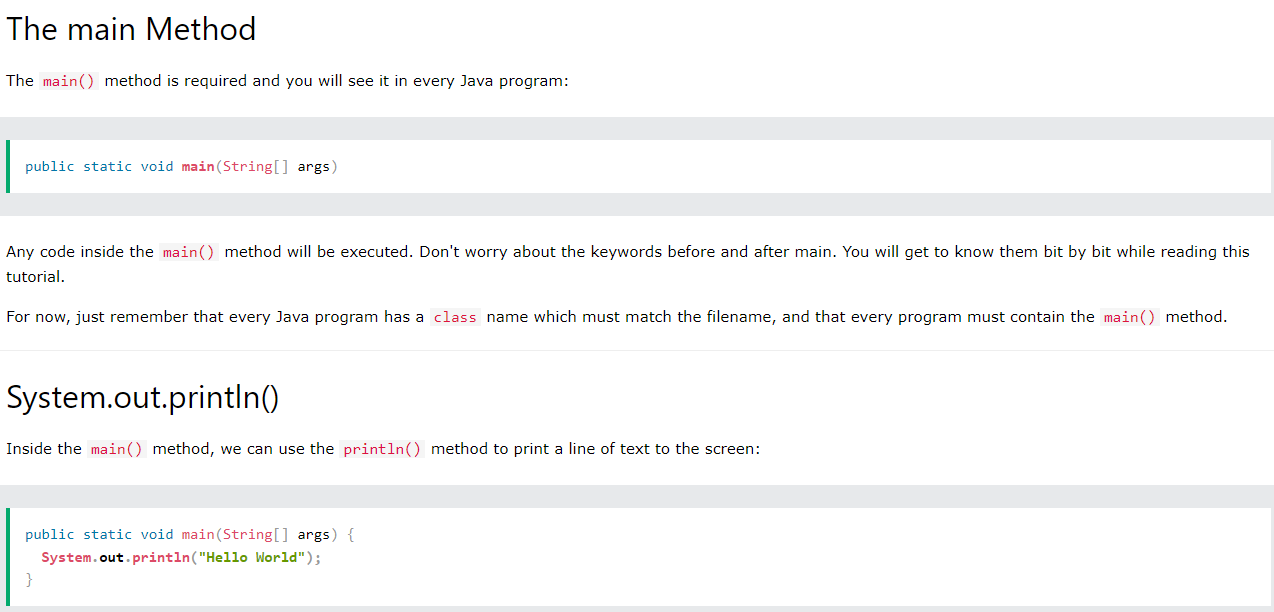 The main Method
The main() method is required and you will see it in every Java program:
public static void main(String[] args)
Any code inside the main() method will be executed. Don't worry about the keywords before and after main. You will get to know them bit by bit while reading this
tutorial.
For now, just remember that every Java program has a class name which must match the filename, and that every program must contain the main() method.
System.out.println()
Inside the main() method, we can use the println() method to print a line of text to the screen:
public static void main(String[] args) {
  System.out.println("Hello World");
}